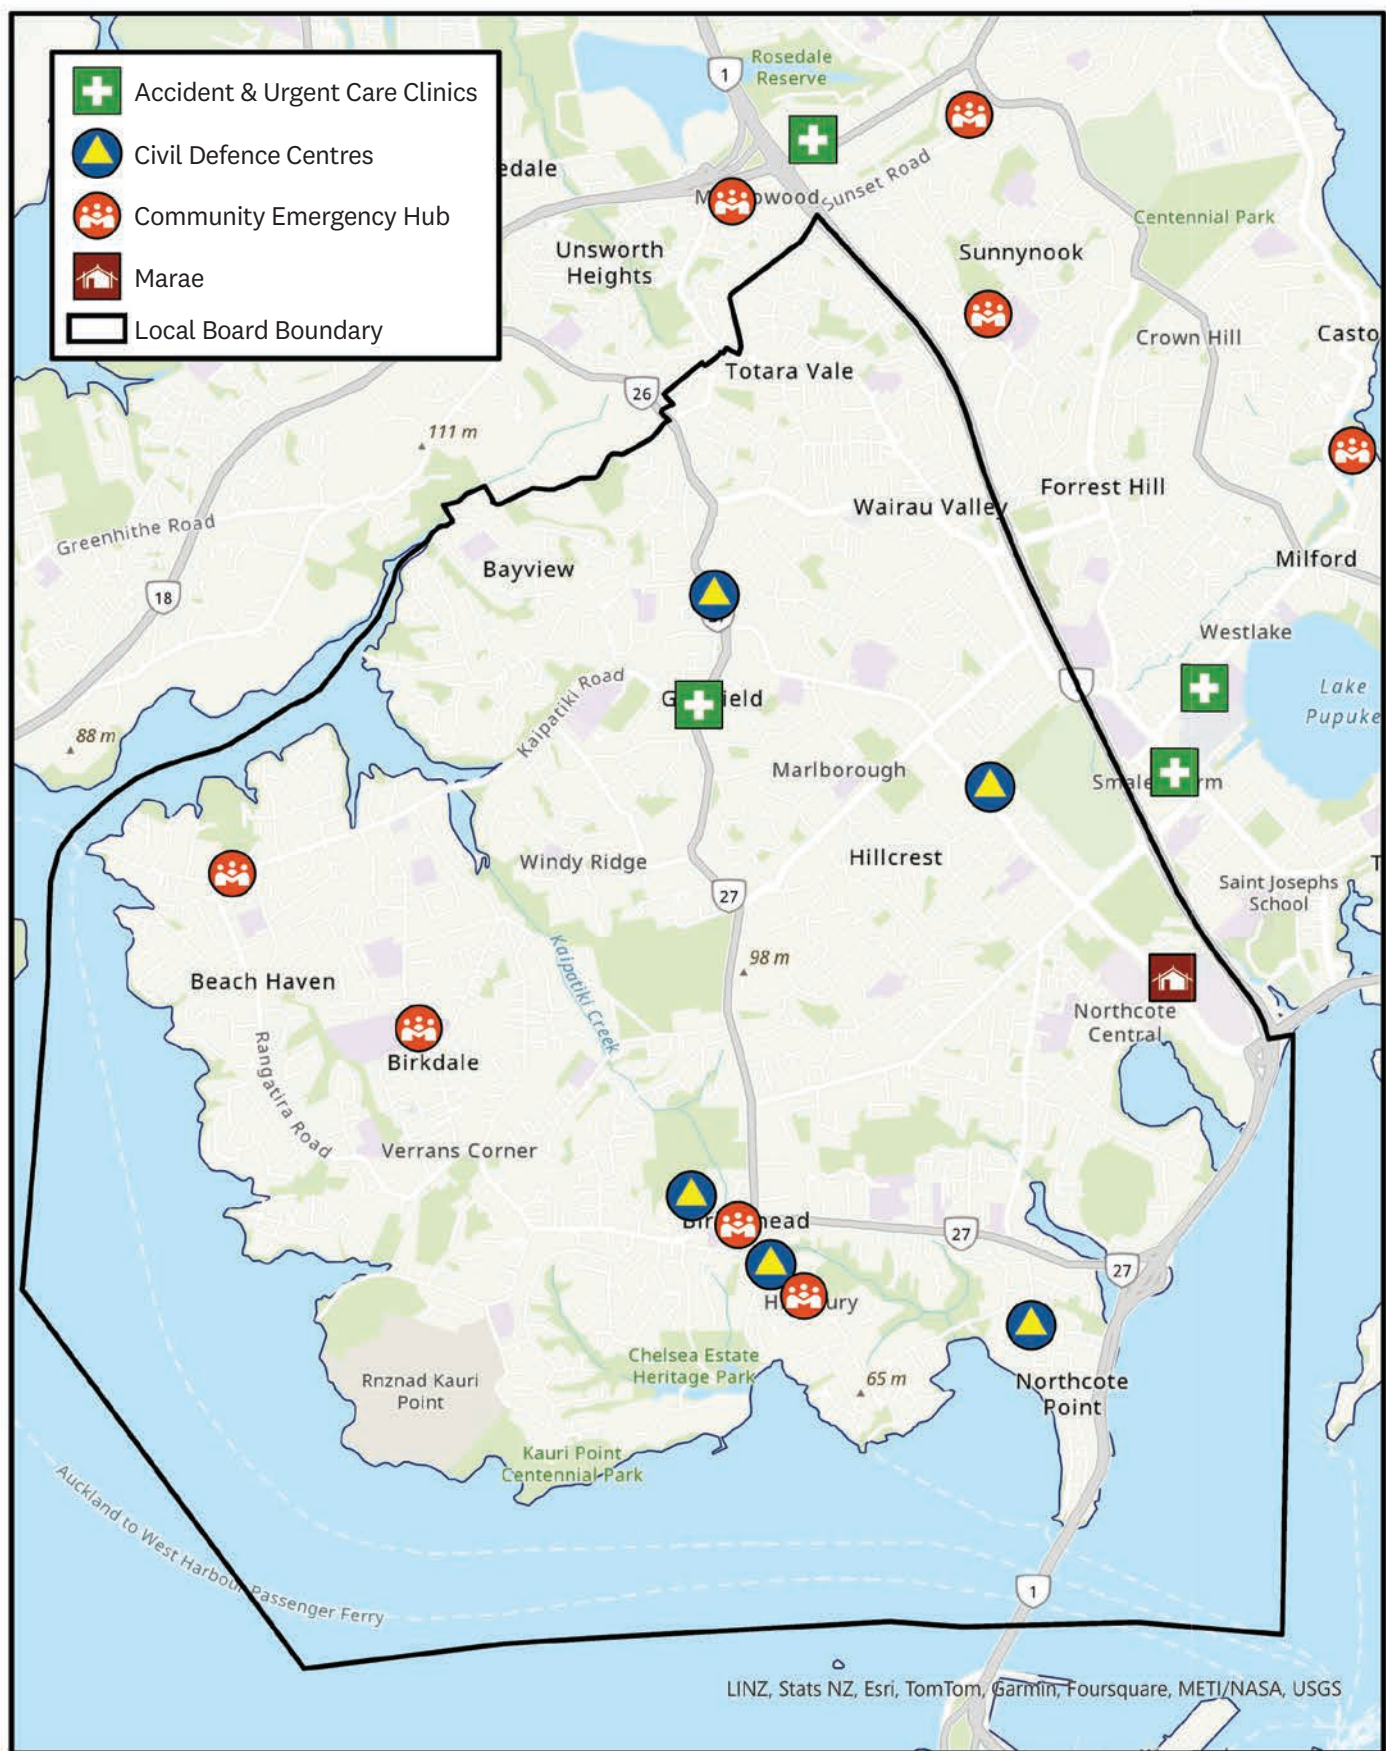 Accident & Urgent Care Clinics
Civil Defence Centres
Community Emergency Hub
Marae
Local Board Boundary
Rosedale
Reserve
1
edale
Sunset Road
Unsworth
Heights
Sunnynook
Centennial Park
Crown Hill
Casto
Totara Vale
26
111 m
Forrest Hill
Wairau Valley
Greenhithe Road
Milford
Bayview
18
Westlake
Kaipatiki Road
Lake
Pupuke
88 m
Marlborough
Hillcrest
Windy Ridge
Saint Josephs
School
27
98 m
Kaipatiki Creek
Beach Haven
Northcote
Central
Birkdale
Rangatira Road
Verrans Corner
27
27
Chelsea Estate
Heritage Park
65 m
Rnznad Kauri
Point
Northcote
Point
Kauri Point
Centennial Park
Auckland to West Harbour Passenger Ferry
1
LINZ, Stats NZ, Esri, TomTom, Garmin, Foursquare, METI/NASA, USGS